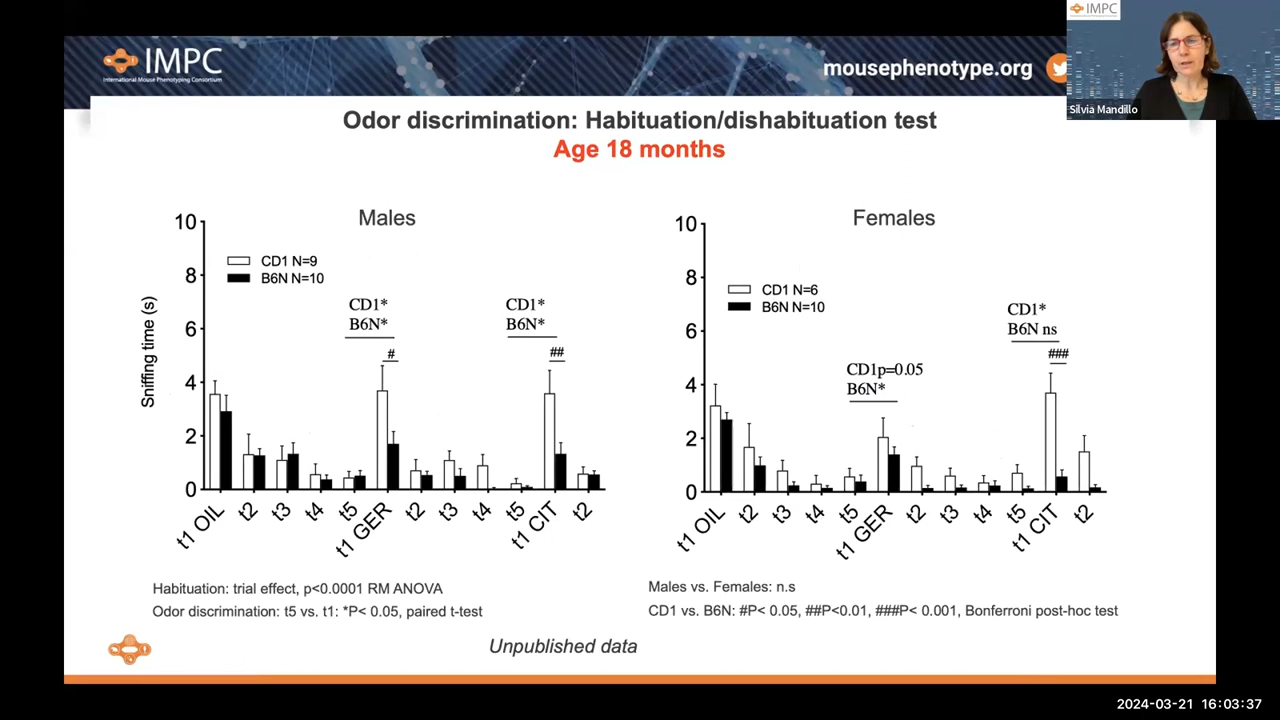 IMPC
International Mouse Phenotyping Consortium
mousephenotype.org
IMPC
Silvia Mandillo
Odor discrimination: Habituation/dishabituation test
Age 18 months
Males
10
8
6
4
2
0
Sniffing time (s)
CD1 N=9
B6N N=10
CD1*
B6N*
#
CD1*
B6N*
##
t1 OIL
t2
t3
t4
t5
t1 GER
t2
t3
t4
t5
t1 CIT
t2
Females
10
8
6
4
2
0
CD1 N=6
B6N N=10
CD1p=0.05
B6N*
CD1*
B6N ns
###
t1 OIL
t2
t3
t4
t5
t1 GER
t2
t3
t4
t5
t1 CIT
t2
Habituation: trial effect, p<0.0001 RM ANOVA
Odor discrimination: t5 vs. t1: *P< 0.05, paired t-test
Males vs. Females: n.s
CD1 vs. B6N: #P< 0.05, ##P<0.01, ###P< 0.001, Bonferroni post-hoc test
Unpublished data
2024-03-21 16:03:37